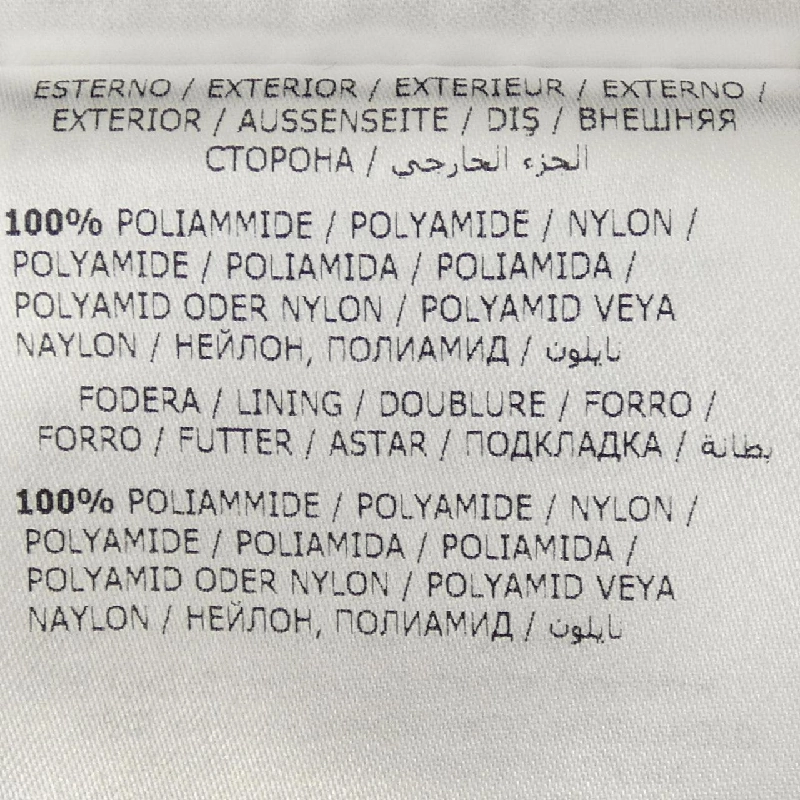 ESTERNO / EXTERIOR / EXTERIEUR / EXTERNO /
EXTERIOR / AUSSENSEITE / DIŞ / ВНЕШНЯЯ
СТОРОНА / الجزء الخارجي
100% POLIAMMIDE / POLYAMIDE / NYLON /
POLYAMIDE / POLIAMIDA / POLIAMIDA /
POLYAMID ODER NYLON / POLYAMID VEYA
NAYLON / НЕЙЛОН, ПОЛИАМИД / نايلون
FODERA / LINING / DOUBLURE / FORRO /
FORRO / FUTTER / ASTAR / ПОДКЛАДКА / بطانة
100% POLIAMMIDE / POLYAMIDE / NYLON /
POLYAMIDE / POLIAMIDA / POLIAMIDA /
POLYAMID ODER NYLON / POLYAMID VEYA
NAYLON / НЕЙЛОН, ПОЛИАМИД / نايلون